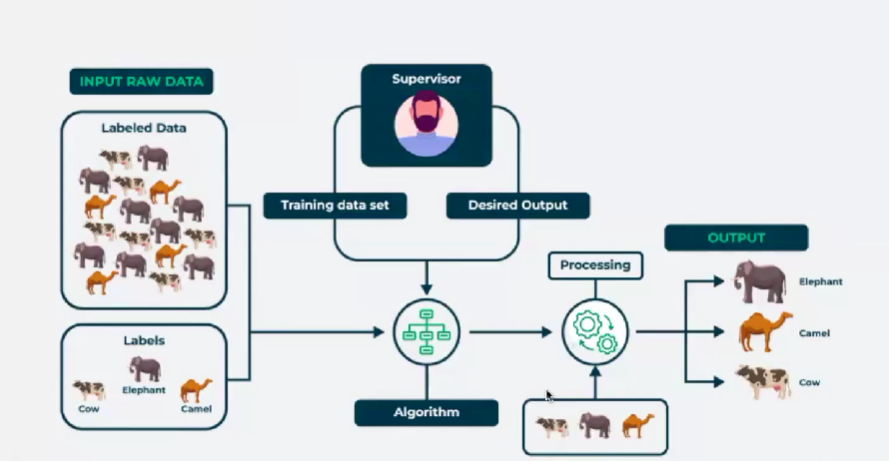 INPUT RAW DATA
Labeled Data
Labels
Cow
Elephant
Camel
Supervisor
Training data set
Desired Output
Algorithm
Processing
OUTPUT
Elephant
Camel
Cow